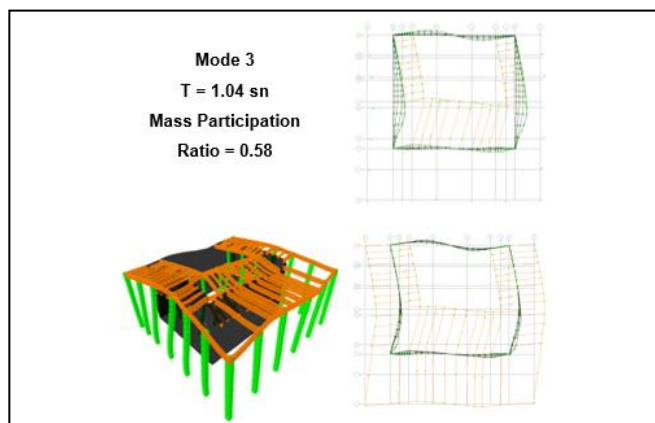 Mode 3
T = 1.04 sn
Mass Participation
Ratio = 0.58